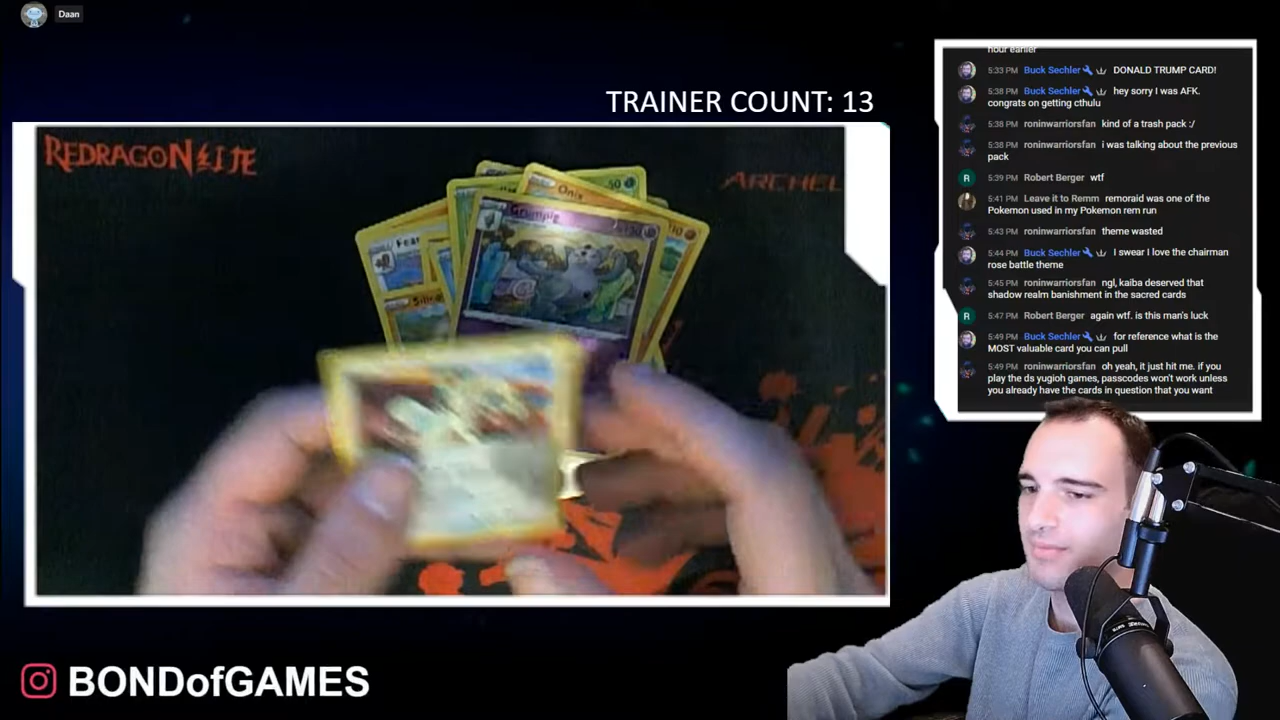 Daan
TRAINER COUNT: 13
REDRAGON
ARCHE
50
Onix
110
Grumpig
hour earlier
5:33 PM Buck Sechler DONALD TRUMP CARD!
5:38 PM Buck Sechler hey sorry I was AFK.
congrats on getting cthulu
5:38 PM roninwarriorsfan kind of a trash pack :/
5:38 PM roninwarriorsfan i was talking about the previous
pack
R 5:39 PM Robert Berger wtf
5:41 PM Leave it to Remm remoraid was one of the
Pokemon used in my Pokemon rem run
5:43 PM roninwarriorsfan theme wasted
5:44 PM Buck Sechler I swear I love the chairman
rose battle theme
5:45 PM roninwarriorsfan ngl, kaiba deserved that
shadow realm banishment in the sacred cards
R 5:47 PM Robert Berger again wtf. is this man's luck
5:49 PM Buck Sechler for reference what is the
MOST valuable card you can pull
5:49 PM roninwarriorsfan oh yeah, it just hit me. if you
play the ds yugioh games, passcodes won't work unless
you already have the cards in question that you want
BONDofGAMES